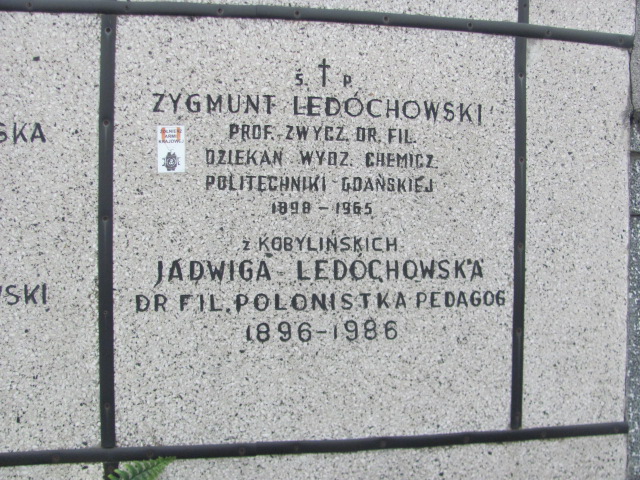 Ś. † P.
ZYGMUNT LEDÓCHOWSKI
PROF. ZWYCZ. DR. FIL.
DZIEKAN WYDZ. CHEMICZ.
POLITECHNIKI GDAŃSKIEJ
1898 - 1965
Z KOBYLIŃSKICH
JADWIGA LEDÓCHOWSKA
DR FIL. POLONISTKA PEDAGOG
1896-1986
SKA
WSKI